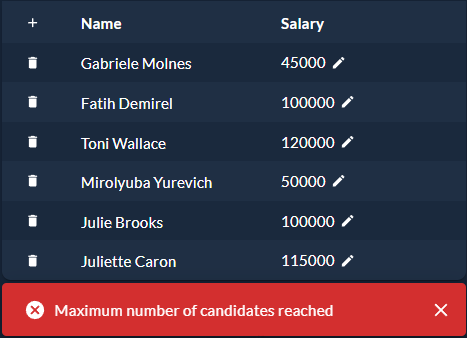 + Name Salary
Gabriele Molnes 45000
Fatih Demirel 100000
Toni Wallace 120000
Mirolyuba Yurevich 50000
Julie Brooks 100000
Juliette Caron 115000
Maximum number of candidates reached